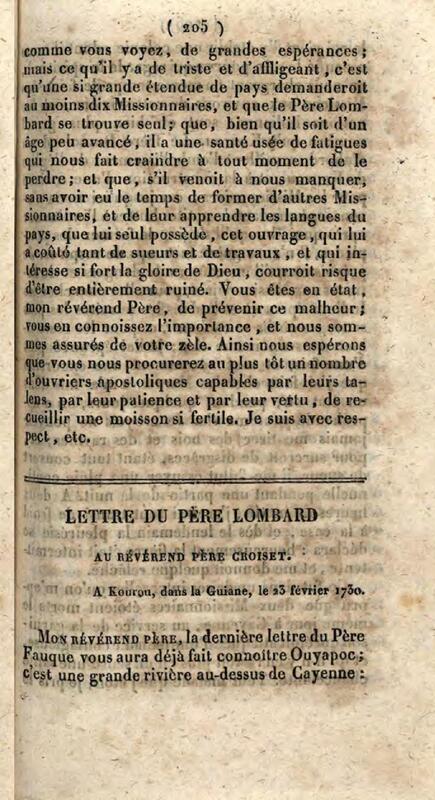 ( 205 )
comme vous voyez, de grandes espérances ;
mais ce qu'il y a de triste et d'affligeant, c'est
qu'une si grande étendue de pays demanderoit
au moins dix Missionnaires, et que le Père Lom-
bard se trouve seul ; que, bien qu'il soit d'un
âge peu avancé, il a une santé usée de fatigues
qui nous fait craindre à tout moment de le
perdre ; et que, s'il venoit à nous manquer,
sans avoir eu le temps de former d'autres Mis-
sionnaires, et de leur apprendre les langues du
pays, que lui seul possède, cet ouvrage, qui lui
a coûté tant de sueurs et de travaux, et qui in-
téresse si fort la gloire de Dieu, courroit risque
d'être entièrement ruiné. Vous êtes en état,
mon révérend Père, de prévenir ce malheur ;
vous en connoissez l'importance, et nous som-
mes assurés de votre zèle. Ainsi nous espérons
que vous nous procurerez au plus tôt un nombre
d'ouvriers apostoliques capables par leurs ta-
lens, par leur patience et par leur vertu, de re-
cueillir une moisson si fertile. Je suis avec res-
pect, etc.
LETTRE DU PÈRE LOMBARD
AU RÉVÉREND PÈRE CROISET.
A Kourou, dans la Guiane, le 23 février 1730.
MON RÉVÉREND PÈRE, la dernière lettre du Père
Fauque vous aura déjà fait connoître Ouyapoc ;
c'est une grande rivière au-dessus de Cayenne :